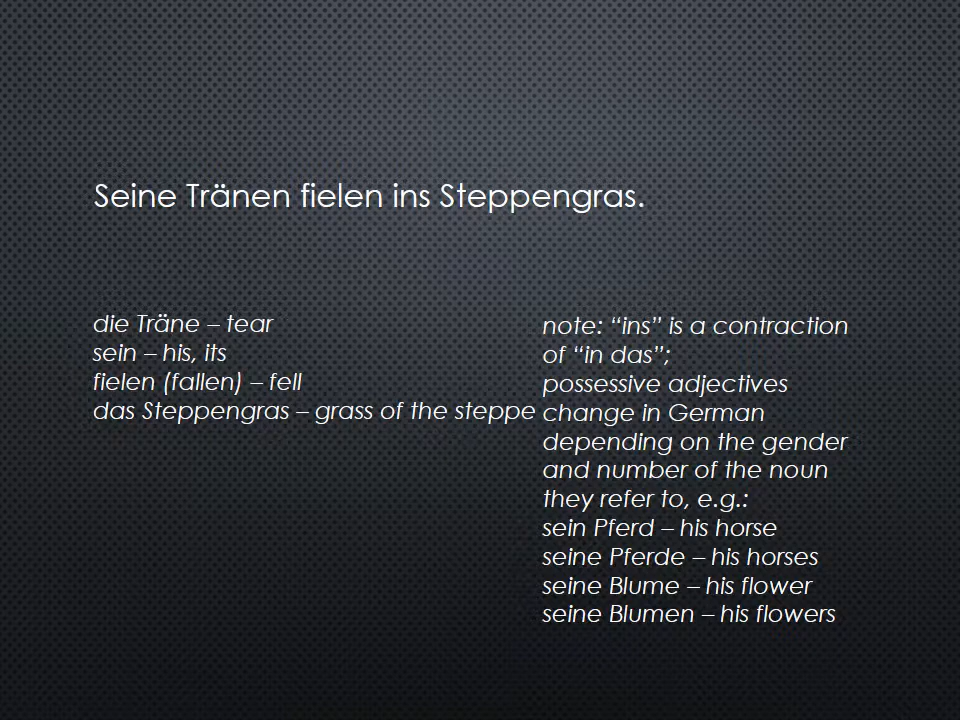 Seine Tränen fielen ins Steppengras.
die Träne – tear
sein – his, its
fielen (fallen) – fell
das Steppengras – grass of the steppe
note: “ins” is a contraction
of “in das”;
possessive adjectives
change in German
depending on the gender
and number of the noun
they refer to, e.g.:
sein Pferd – his horse
seine Pferde – his horses
seine Blume – his flower
seine Blumen – his flowers